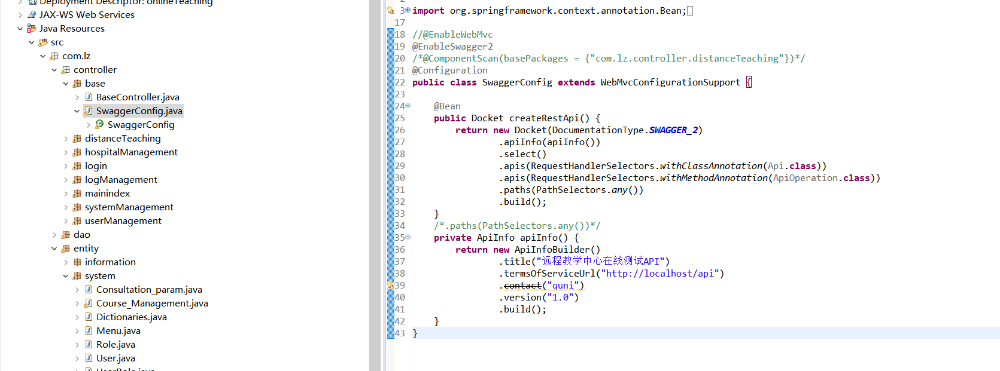 Deployment Descriptor: onlineTeaching
JAX-WS Web Services
Java Resources
src
com.lz
controller
base
BaseController.java
SwaggerConfig.java
SwaggerConfig
distanceTeaching
hospitalManagement
login
logManagement
mainindex
systemManagement
userManagement
dao
entity
information
system
Consultation_param.java
Course_Management.java
Dictionaries.java
Menu.java
Role.java
User.java
UserRole.java
2
3 import org.springframework.context.annotation.Bean;
17
18 //@EnableWebMvc
19 @EnableSwagger2
20 /*@ComponentScan(basePackages = {"com.lz.controller.distanceTeaching"})*/
21 @Configuration
22 public class SwaggerConfig extends WebMvcConfigurationSupport {
23
24 @Bean
25 public Docket createRestApi() {
26 return new Docket(DocumentationType.SWAGGER_2)
27 .apiInfo(apiInfo())
28 .select()
29 .apis(RequestHandlerSelectors.withClassAnnotation(Api.class))
30 .apis(RequestHandlerSelectors.withMethodAnnotation(ApiOperation.class))
31 .paths(PathSelectors.any())
32 .build();
33 }
34 /*.paths(PathSelectors.any())*/
35 private ApiInfo apiInfo() {
36 return new ApiInfoBuilder()
37 .title("远程教学中心在线测试API")
38 .termsOfServiceUrl("http://localhost/api")
39 .contact("quni")
40 .version("1.0")
41 .build();
42 }
43 }